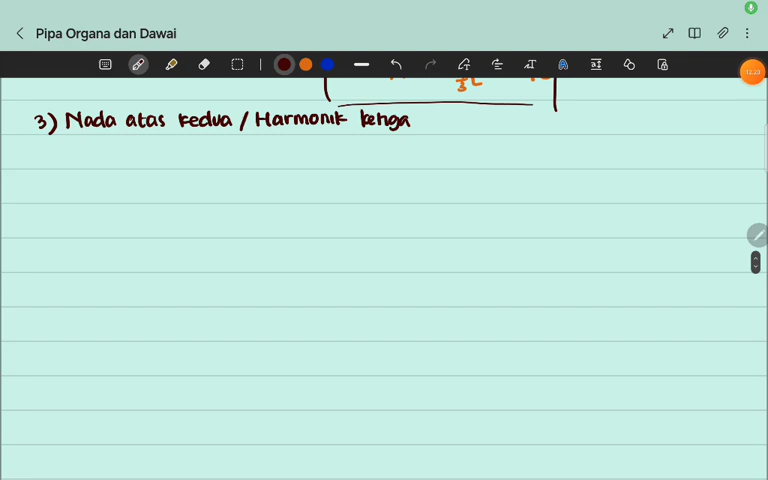 Pipa Organa dan Dawai
3) Nada atas kedua / Harmonik ketiga